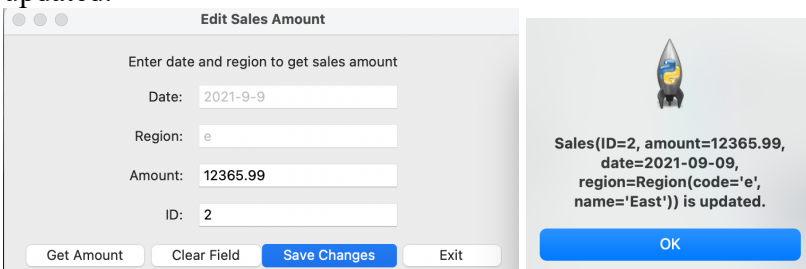 updated.
Edit Sales Amount
Enter date and region to get sales amount
Date: 2021-9-9
Region: e
Amount: 12365.99
ID: 2
Get Amount Clear Field Save Changes Exit
Sales(ID=2, amount=12365.99,
date=2021-09-09,
region=Region(code='e',
name='East')) is updated.
OK